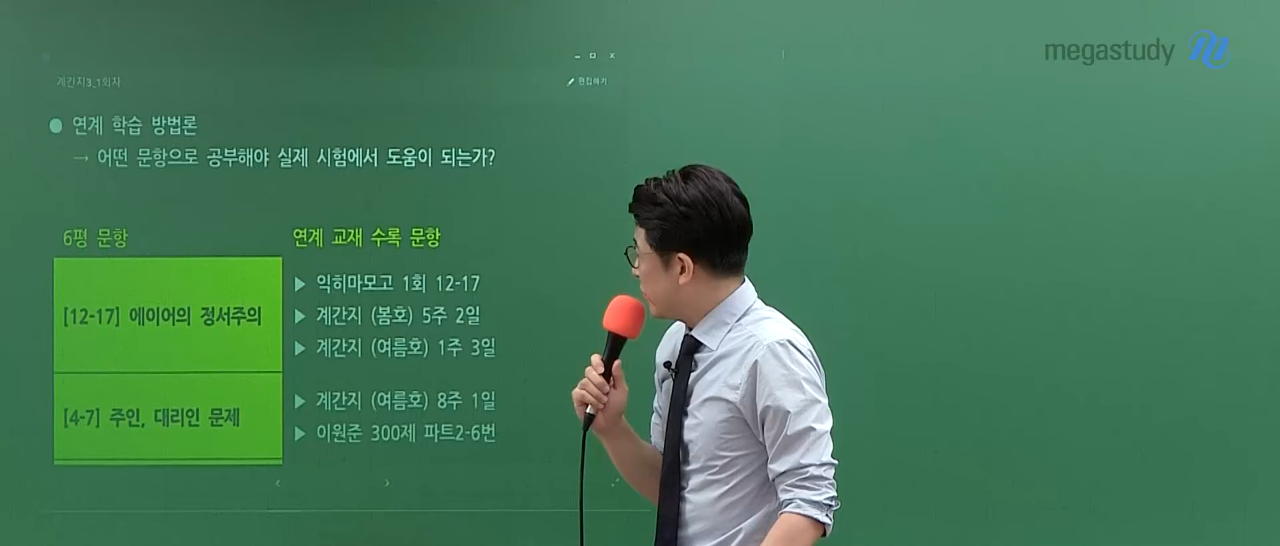 megastudy
계간지3_1회차
편집하기
● 연계 학습 방법론
→ 어떤 문항으로 공부해야 실제 시험에서 도움이 되는가?
6평 문항
연계 교재 수록 문항
[12-17] 에이어의 정서주의
▶ 익히마모고 1회 12-17
▶ 계간지 (봄호) 5주 2일
▶ 계간지 (여름호) 1주 3일
[4-7] 주인, 대리인 문제
▶ 계간지 (여름호) 8주 1일
▶ 이원준 300제 파트2-6번